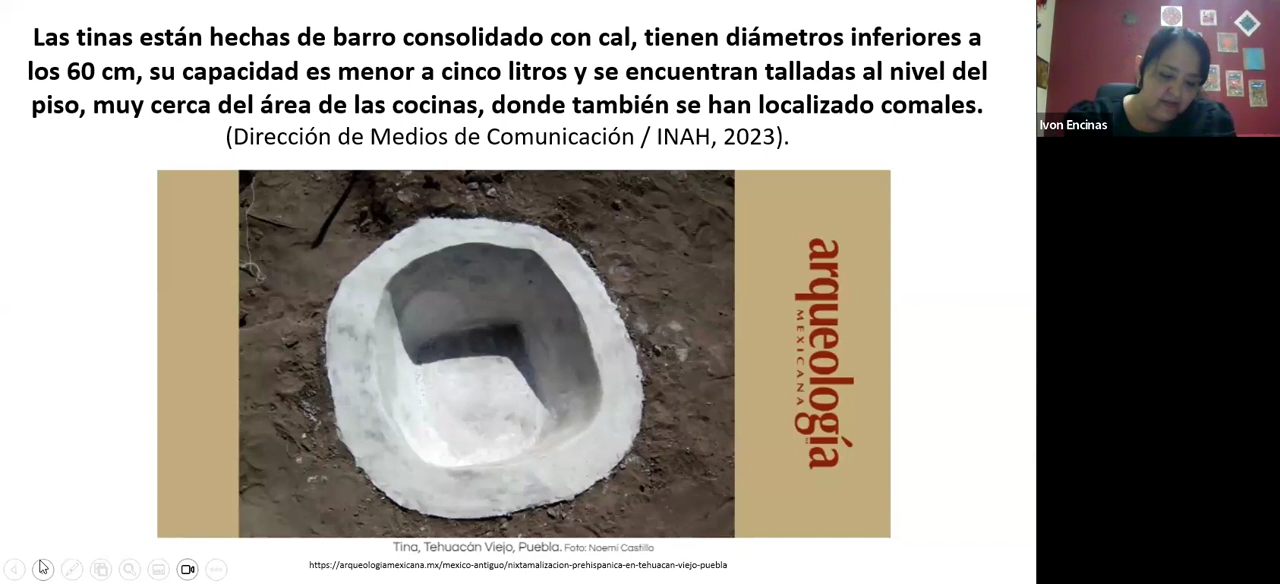 Las tinas están hechas de barro consolidado con cal, tienen diámetros inferiores a
los 60 cm, su capacidad es menor a cinco litros y se encuentran talladas al nivel del
piso, muy cerca del área de las cocinas, donde también se han localizado comales.
(Dirección de Medios de Comunicación / INAH, 2023).
Ivon Encinas
arqueología
MEXICANA
Tina, Tehuacán Viejo, Puebla. Foto: Noemí Castillo
https://arqueologiamexicana.mx/mexico-antiguo/nixtamalizacion-prehispanica-en-tehuacan-viejo-puebla